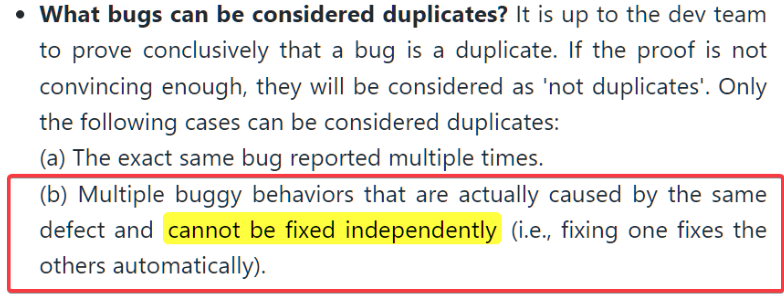 • What bugs can be considered duplicates? It is up to the dev team
to prove conclusively that a bug is a duplicate. If the proof is not
convincing enough, they will be considered as 'not duplicates'. Only
the following cases can be considered duplicates:
(a) The exact same bug reported multiple times.
(b) Multiple buggy behaviors that are actually caused by the same
defect and cannot be fixed independently (i.e., fixing one fixes the
others automatically).